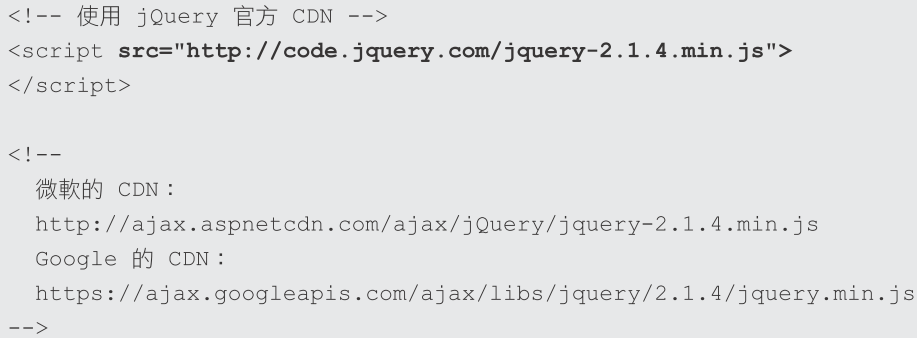 <!-- 使用 jQuery 官方 CDN -->
<script src="http://code.jquery.com/jquery-2.1.4.min.js">
</script>
<!--
微軟的 CDN：
http://ajax.aspnetcdn.com/ajax/jQuery/jquery-2.1.4.min.js
Google 的 CDN：
https://ajax.googleapis.com/ajax/libs/jquery/2.1.4/jquery.min.js
-->